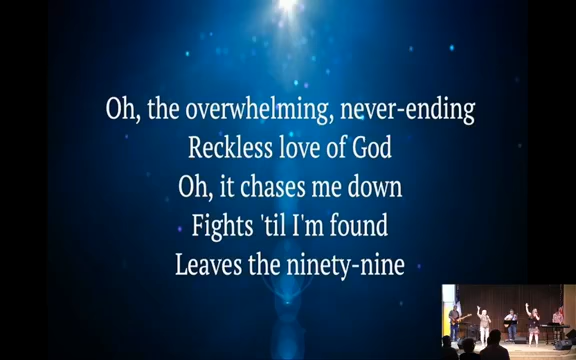 Oh, the overwhelming, never-ending
Reckless love of God
Oh, it chases me down
Fights 'til I'm found
Leaves the ninety-nine